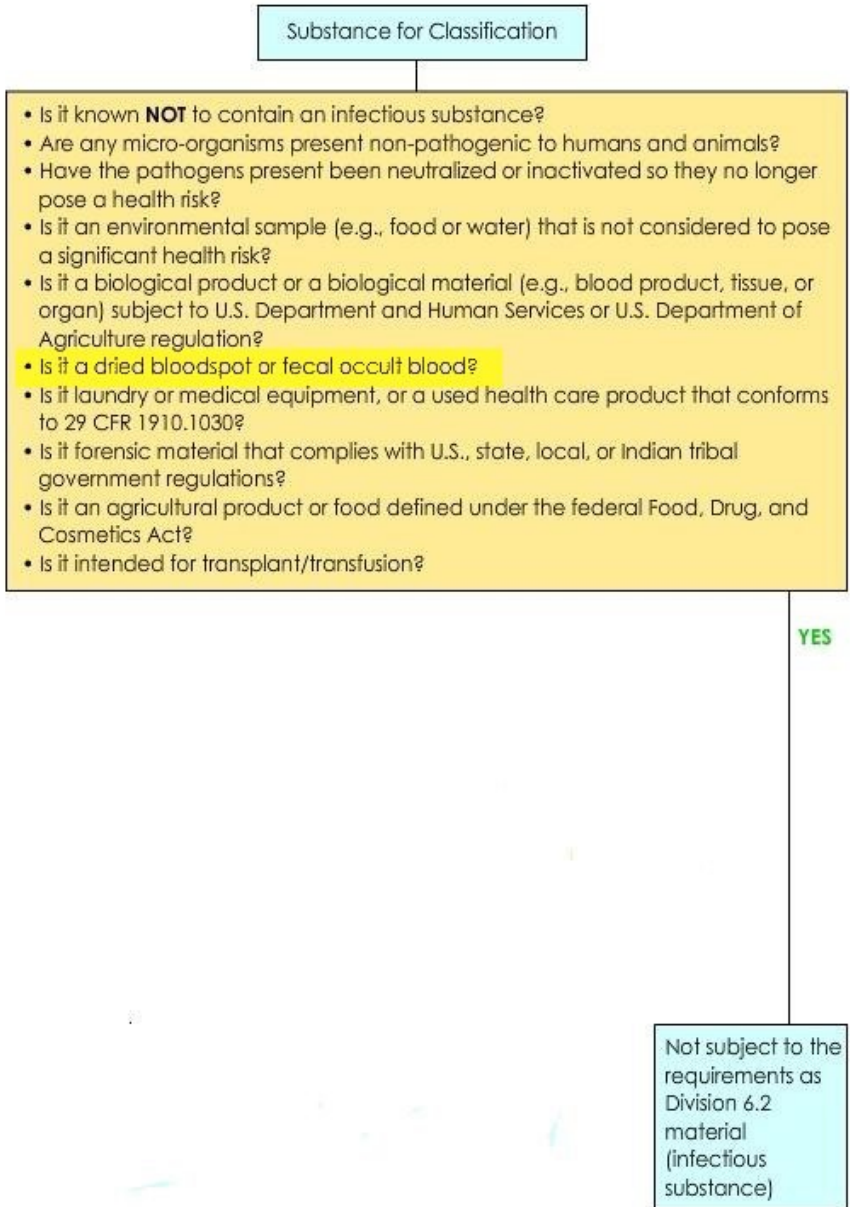 Substance for Classification
• Is it known NOT to contain an infectious substance?
• Are any micro-organisms present non-pathogenic to humans and animals?
• Have the pathogens present been neutralized or inactivated so they no longer
pose a health risk?
• Is it an environmental sample (e.g., food or water) that is not considered to pose
a significant health risk?
• Is it a biological product or a biological material (e.g., blood product, tissue, or
organ) subject to U.S. Department and Human Services or U.S. Department of
Agriculture regulation?
• Is it a dried bloodspot or fecal occult blood?
• Is it laundry or medical equipment, or a used health care product that conforms
to 29 CFR 1910.1030?
• Is it forensic material that complies with U.S., state, local, or Indian tribal
government regulations?
• Is it an agricultural product or food defined under the federal Food, Drug, and
Cosmetics Act?
• Is it intended for transplant/transfusion?
YES
Not subject to the
requirements as
Division 6.2
material
(infectious
substance)